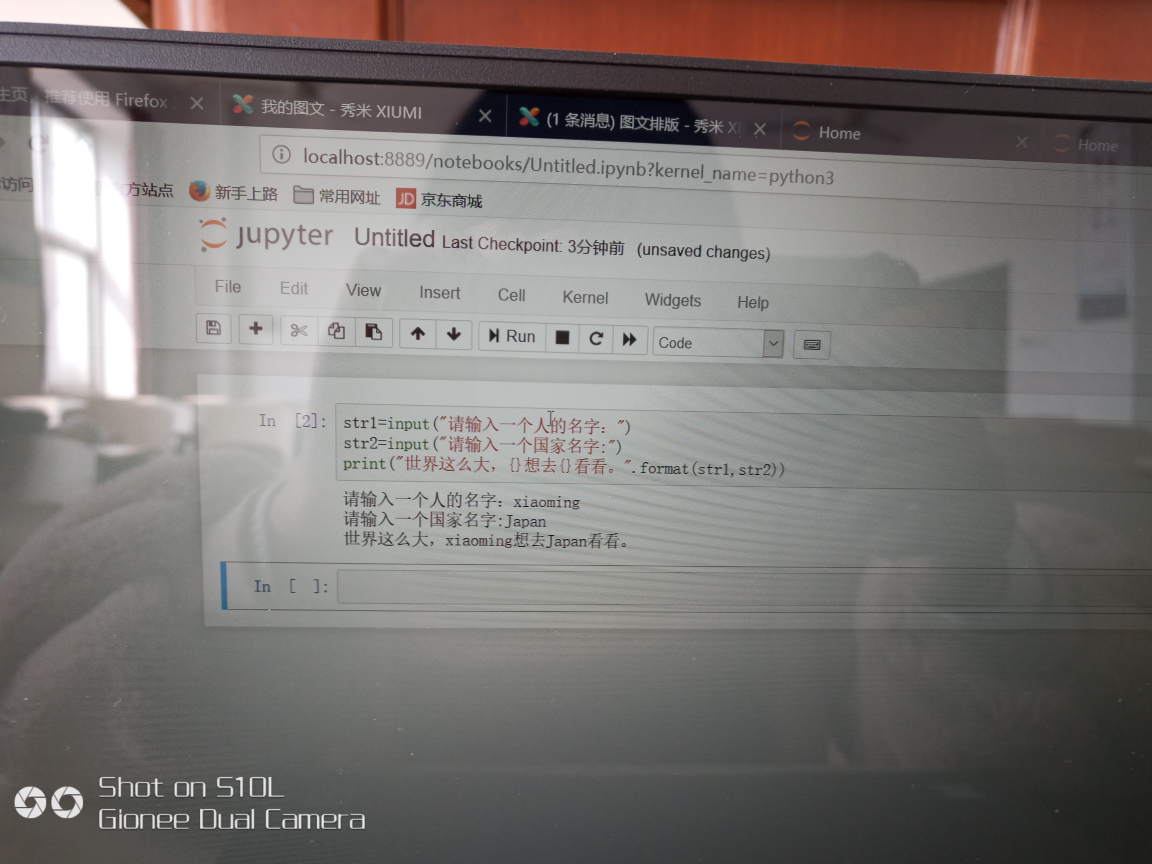 主页，推荐使用 Firefox
我的图文 - 秀米 XIUMI
(1 条消息) 图文排版 - 秀米 X
Home
Home
localhost:8889/notebooks/Untitled.ipynb?kernel_name=python3
访问
方站点
新手上路
常用网址
JD 京东商城
jupyter Untitled Last Checkpoint: 3分钟前 (unsaved changes)
File Edit View Insert Cell Kernel Widgets Help
Run Code
In [2]: str1=input("请输入一个人的名字：")
str2=input("请输入一个国家名字:")
print("世界这么大，{}想去{}看看。".format(str1,str2))
请输入一个人的名字：xiaoming
请输入一个国家名字:Japan
世界这么大，xiaoming想去Japan看看。
In [ ]:
Shot on S10L
Gionee Dual Camera